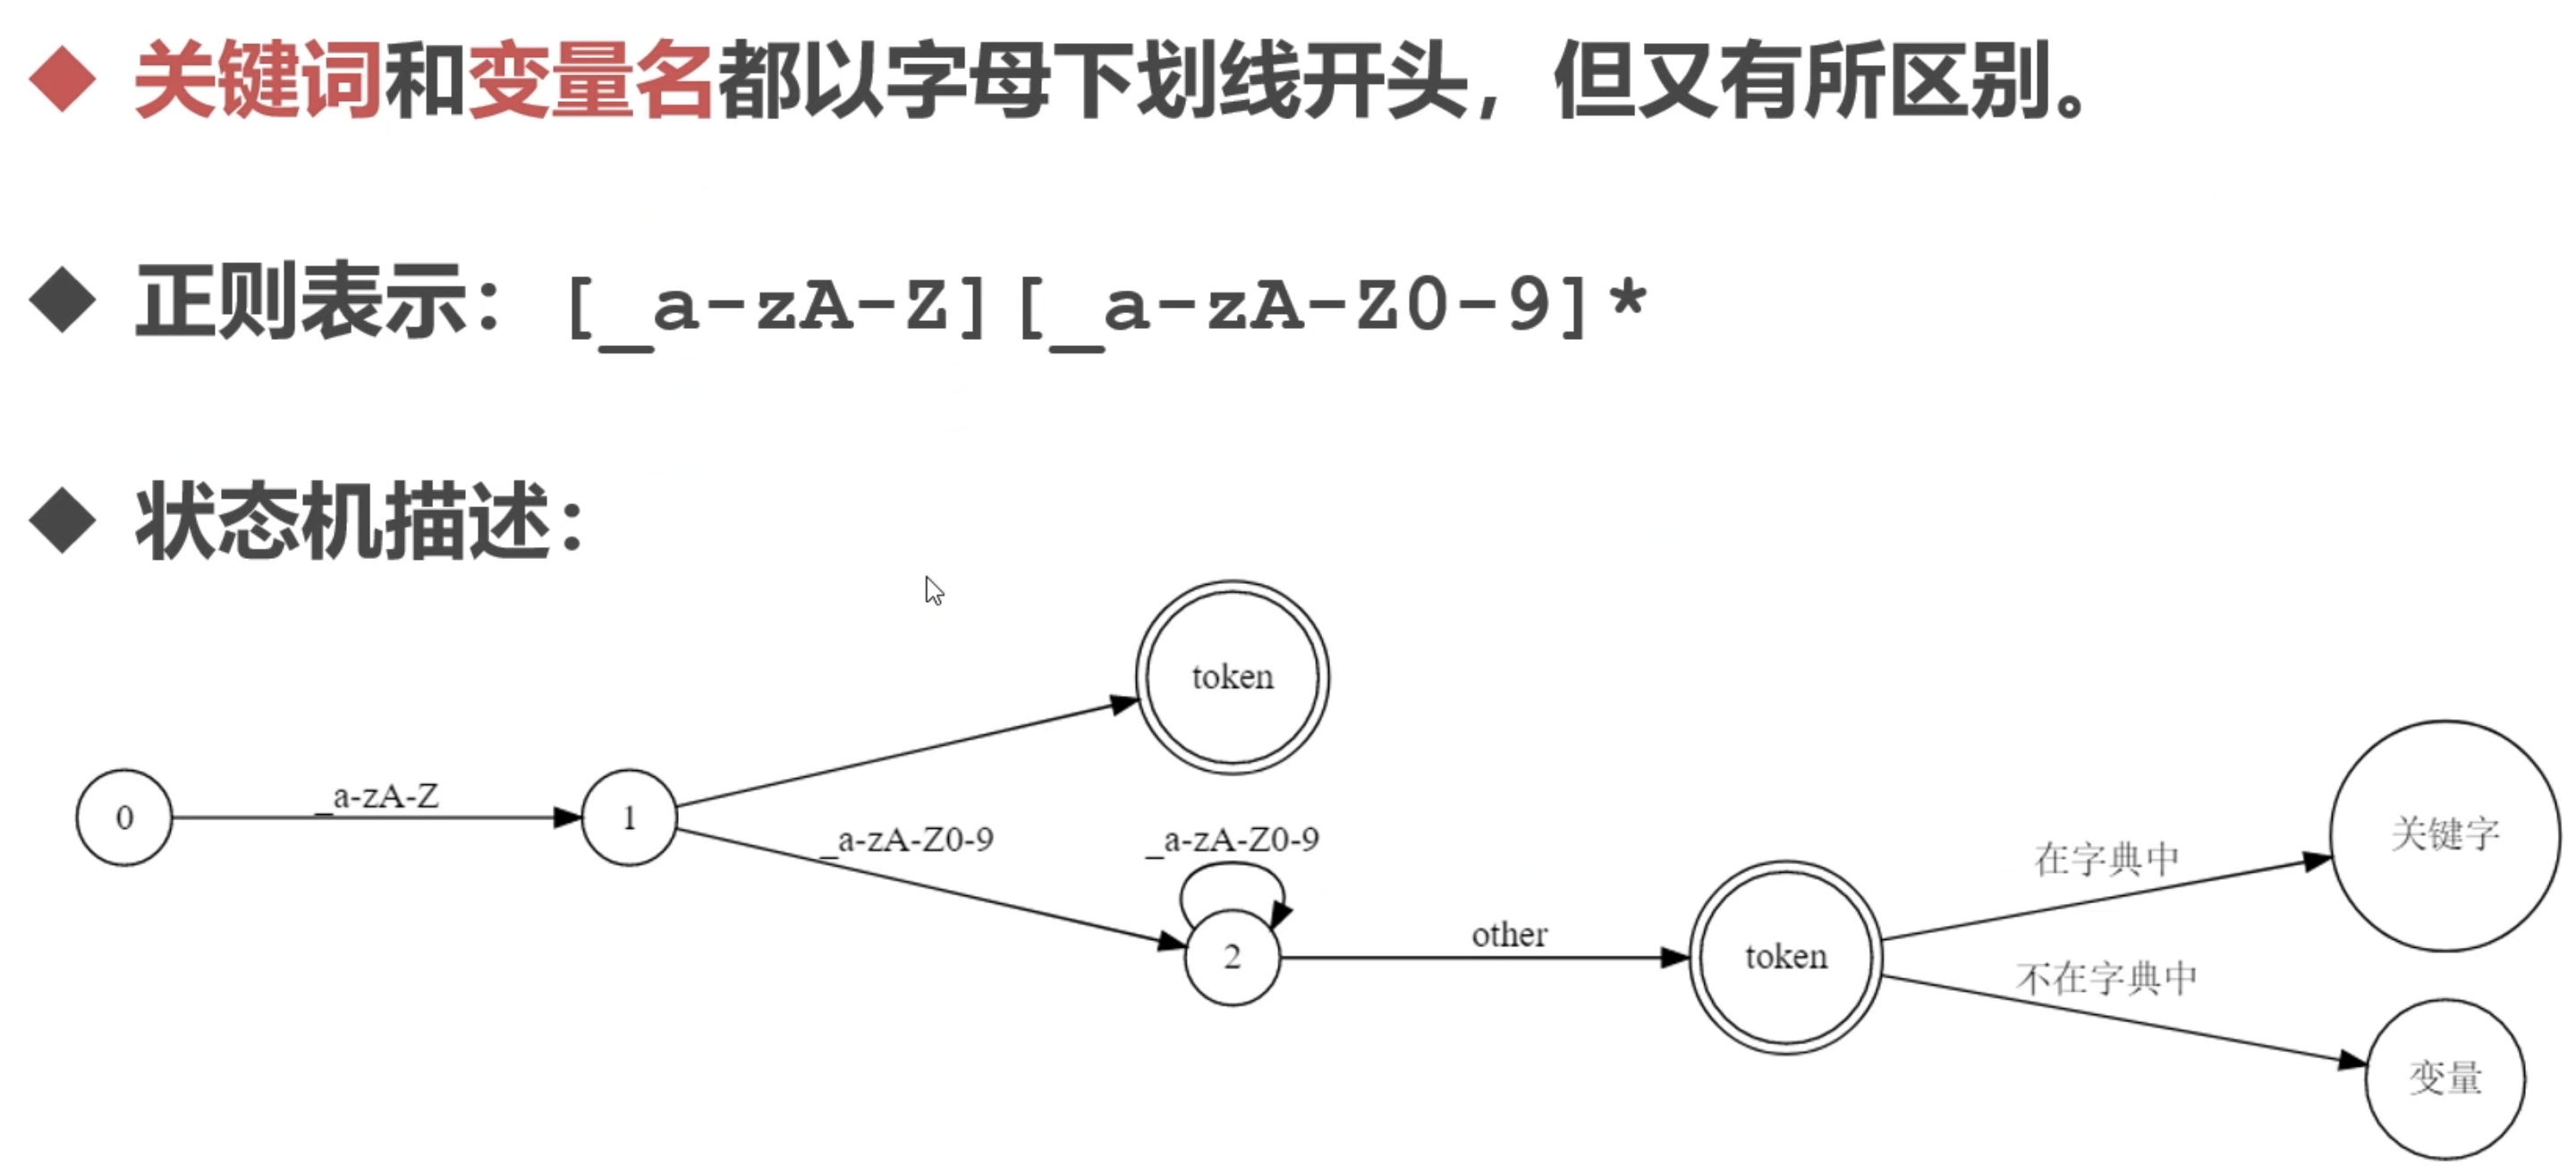 关键词和变量名都以字母下划线开头，但又有所区别。
正则表示：[_a-zA-Z][_a-zA-Z0-9]*
状态机描述：
token
0
_a-zA-Z
1
_a-zA-Z0-9
_a-zA-Z0-9
2
other
token
在字典中
关键字
不在字典中
变量